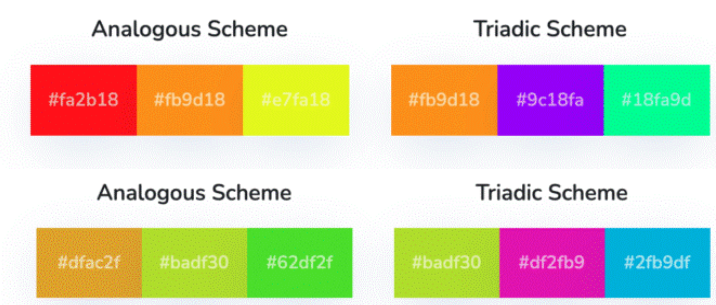 Analogous Scheme Triadic Scheme
#fa2b18 #fb9d18 #e7fa18 #fb9d18 #9c18fa #18fa9d
Analogous Scheme Triadic Scheme
#dfac2f #badf30 #62df2f #badf30 #df2fb9 #2fb9df